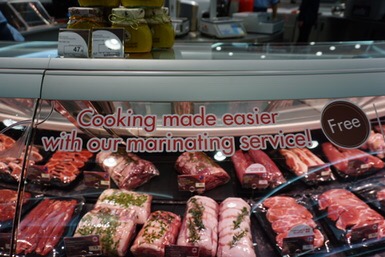 Cooking made easier
with our marinating service!
Free